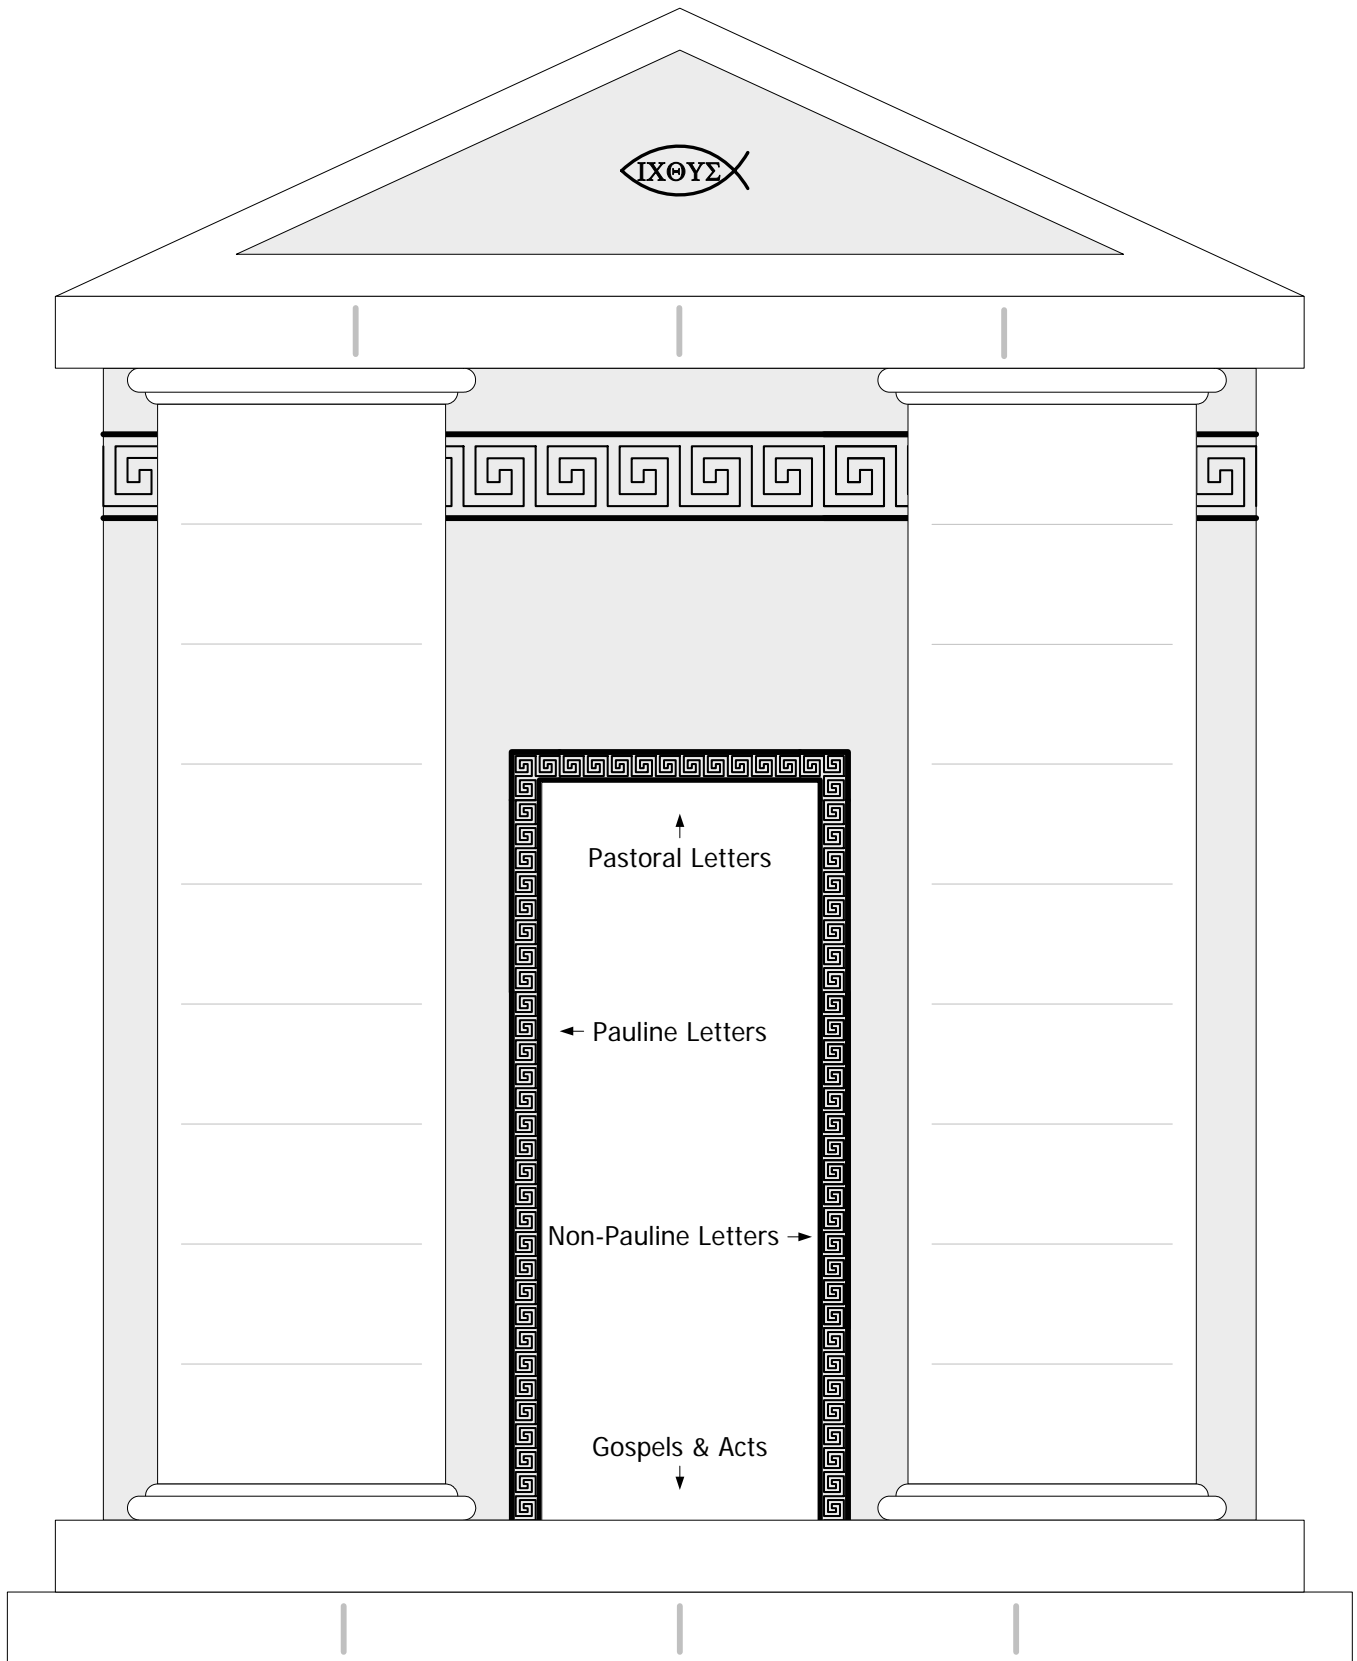 ΙΧΘΥΣ
Pastoral Letters
Pauline Letters
Non-Pauline Letters
Gospels & Acts